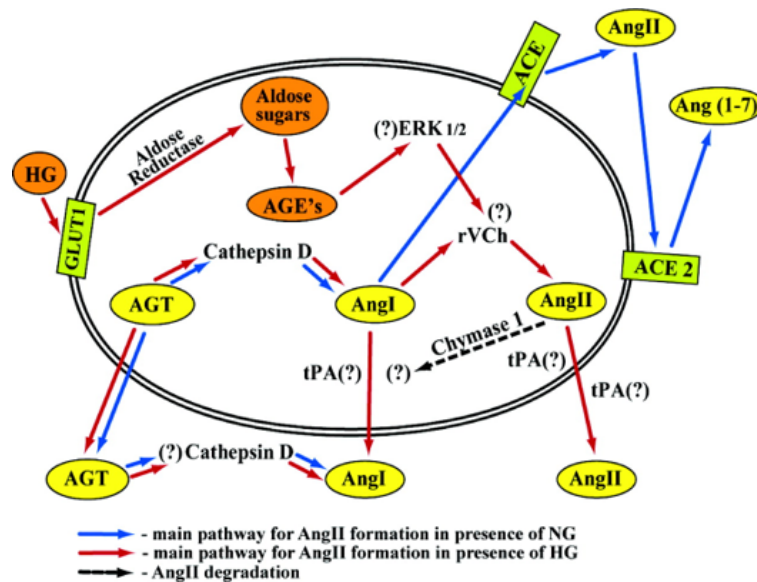 AngII
ACE
Ang (1-7)
Aldose
sugars
(?)ERK 1/2
Aldose
Reductase
HG
AGE's
(?)
GLUT1
rVCh
Cathepsin D
ACE 2
AGT
AngI
AngII
Chymase 1
tPA(?)
(?)
tPA(?)
tPA(?)
(?) Cathepsin D
AGT
AngI
AngII
- main pathway for AngII formation in presence of NG
- main pathway for AngII formation in presence of HG
- AngII degradation